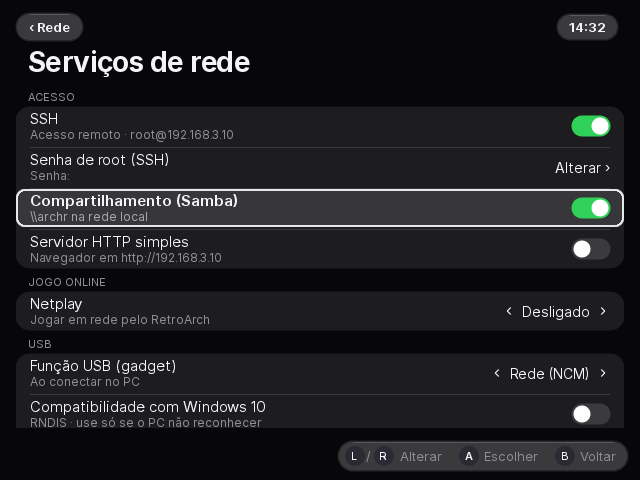 ‹ Rede
14:32
Serviços de rede
ACESSO
SSH
Acesso remoto · root@192.168.3.10
Senha de root (SSH)
Senha:
Alterar ›
Compartilhamento (Samba)
\\archr na rede local
Servidor HTTP simples
Navegador em http://192.168.3.10
JOGO ONLINE
Netplay
Jogar em rede pelo RetroArch
‹ Desligado ›
USB
Função USB (gadget)
Ao conectar no PC
‹ Rede (NCM) ›
Compatibilidade com Windows 10
RNDIS · use só se o PC não reconhecer
L / R Alterar A Escolher B Voltar